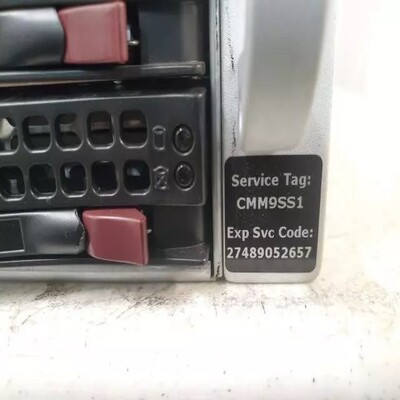 Service Tag:
CMM9SS1
Exp Svc Code:
27489052657